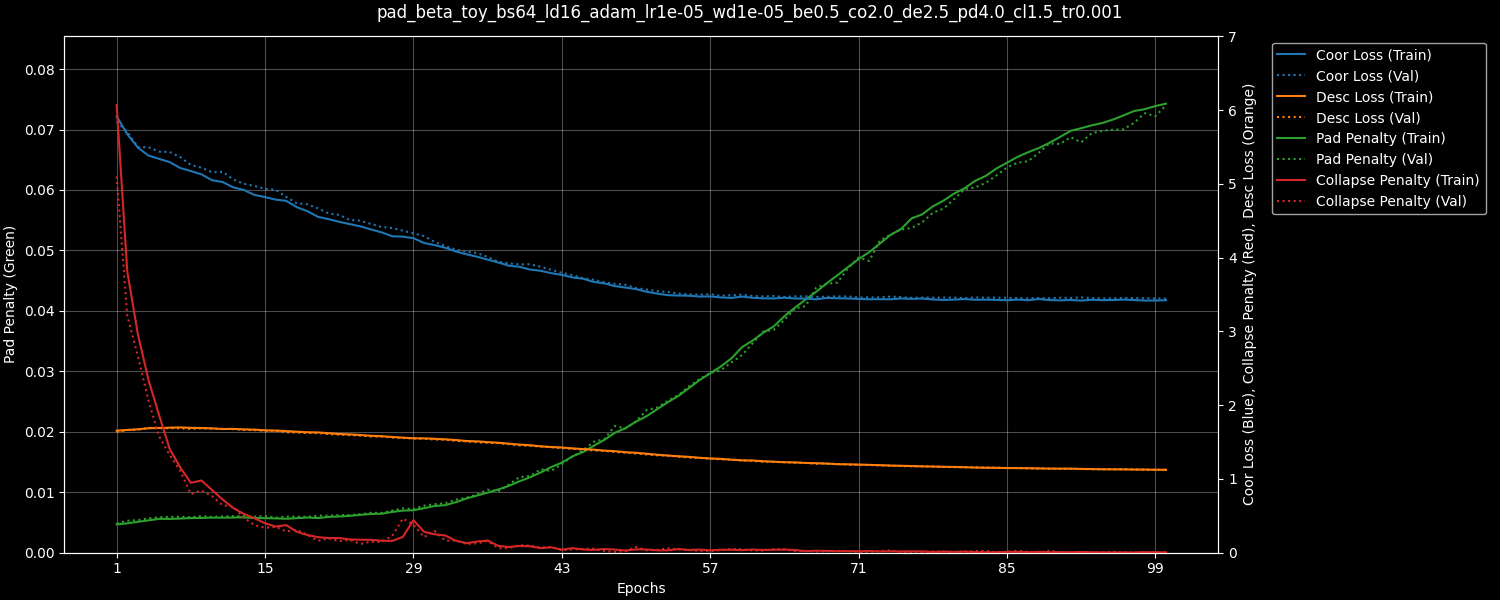 pad_beta_toy_bs64_ld16_adam_lr1e-05_wd1e-05_be0.5_co2.0_de2.5_pd4.0_cl1.5_tr0.001
Pad Penalty (Green)
0.08
0.07
0.06
0.05
0.04
0.03
0.02
0.01
0.00
1
15
29
43
57
71
85
99
Epochs
7
6
5
4
3
2
1
0
Coor Loss (Blue), Collapse Penalty (Red), Desc Loss (Orange)
Coor Loss (Train)
Coor Loss (Val)
Desc Loss (Train)
Desc Loss (Val)
Pad Penalty (Train)
Pad Penalty (Val)
Collapse Penalty (Train)
Collapse Penalty (Val)